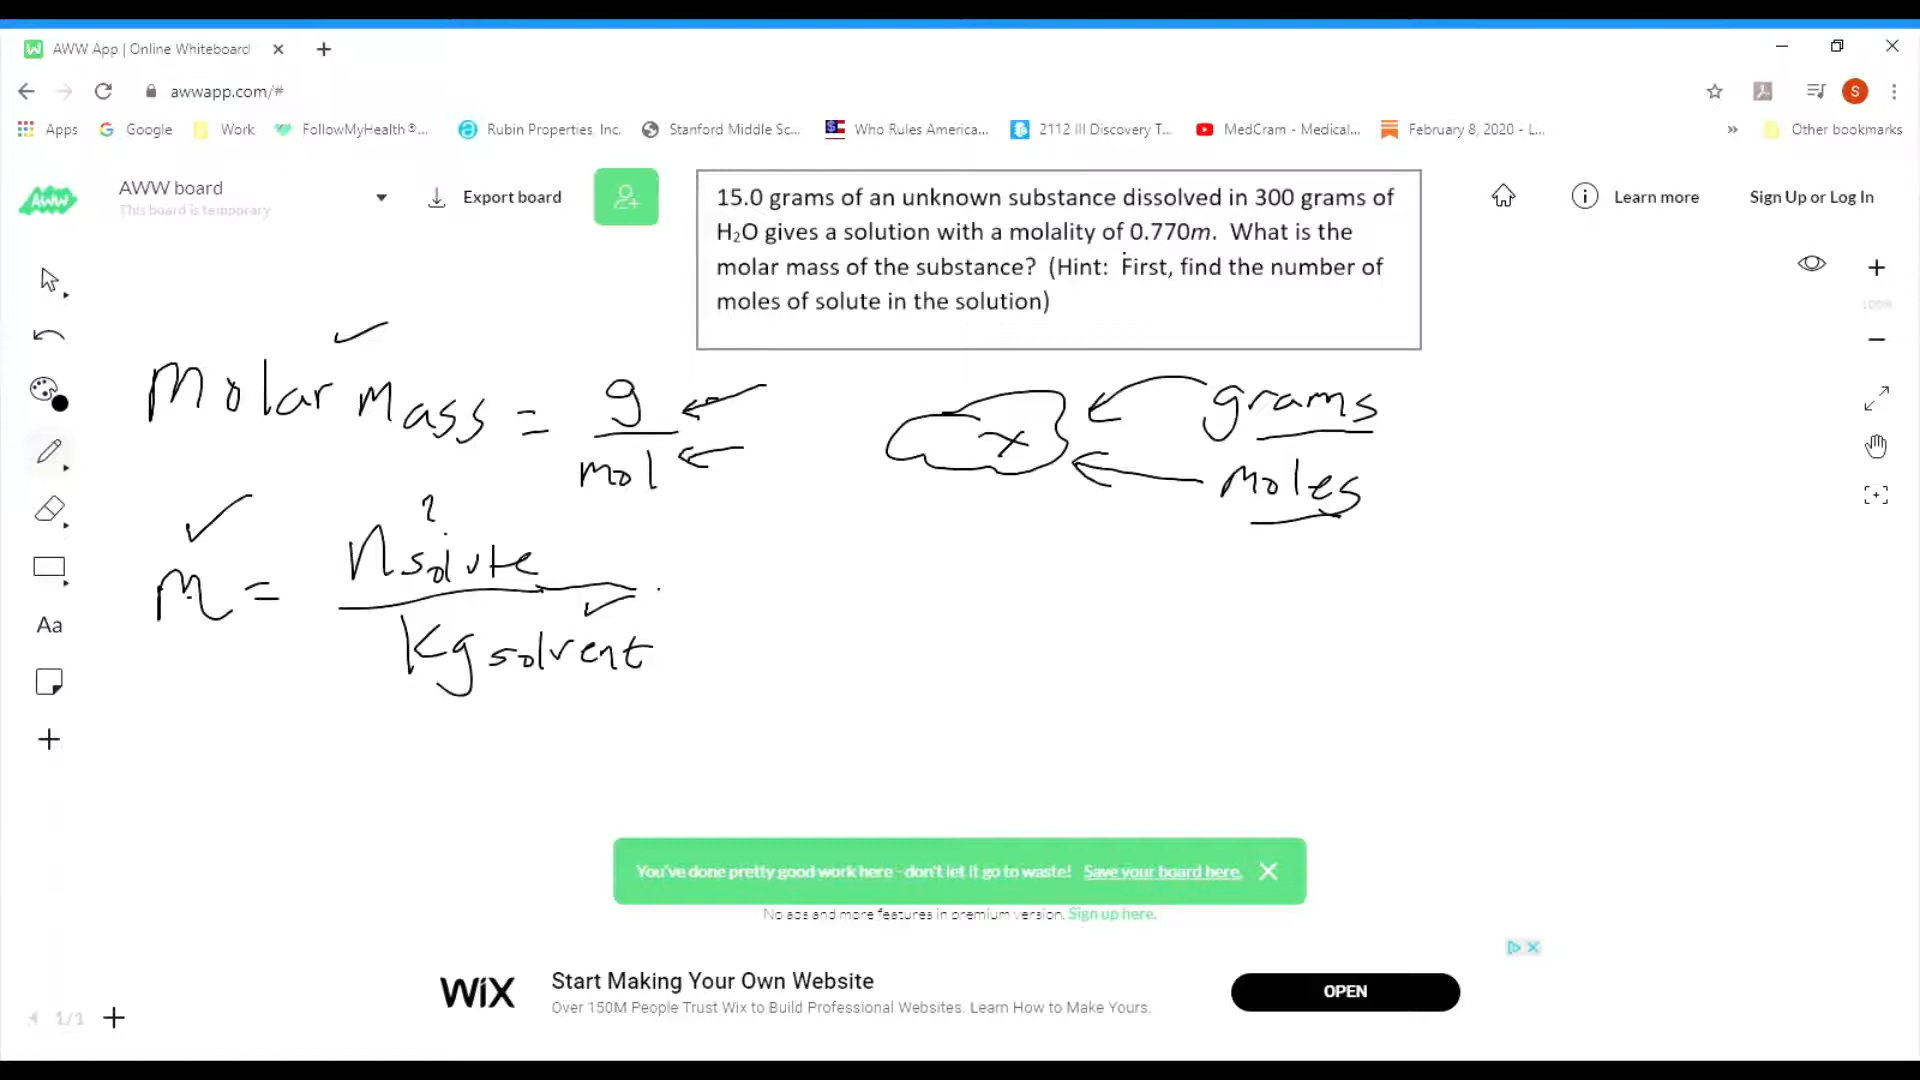 AWW App | Online Whiteboard
awwapp.com/#
Apps Google Work FollowMyHealth®... Rubin Properties, Inc. Stanford Middle Sc... Who Rules America... 2112 III Discovery T... MedCram - Medical... February 8, 2020 - L... » Other bookmarks
AWW
AWW board
This board is temporary
Export board
15.0 grams of an unknown substance dissolved in 300 grams of
H₂O gives a solution with a molality of 0.770m. What is the
molar mass of the substance? (Hint: First, find the number of
moles of solute in the solution)
Learn more
Sign Up or Log In
S
100%
Molar Mass = g
mol
x
grams
moles
?
m = n solute
kg solvent
Aa
You've done pretty good work here - don't let it go to waste! Save your board here.
No ads and more features in premium version. Sign up here.
WiX
Start Making Your Own Website
Over 150M People Trust Wix to Build Professional Websites. Learn How to Make Yours.
OPEN
1/1